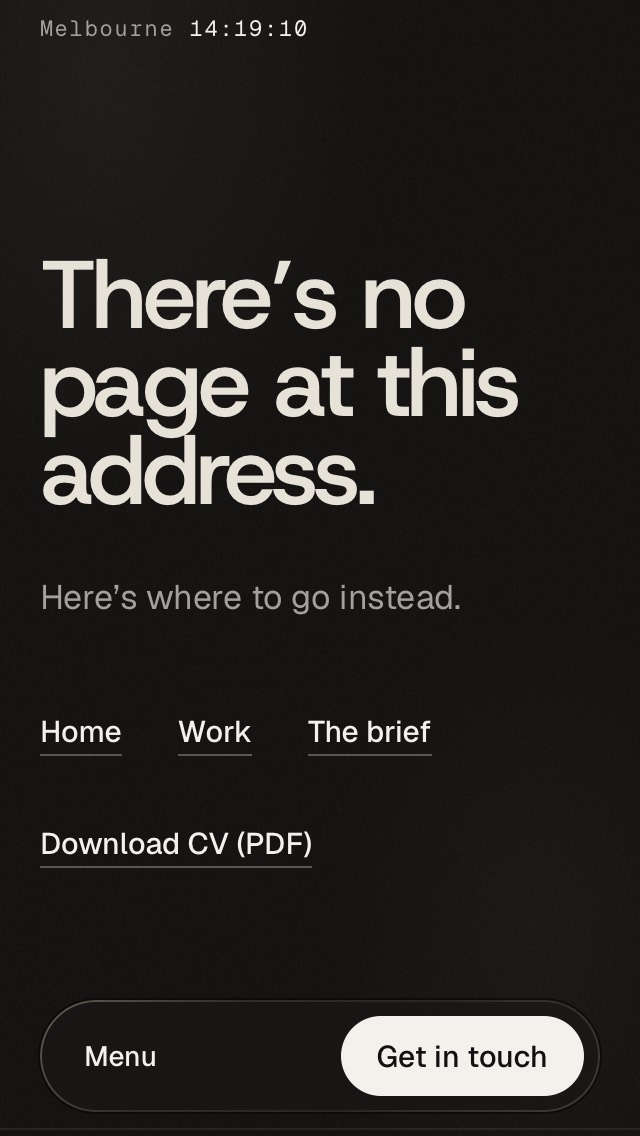 Melbourne 14:19:10
There’s no
page at this
address.
Here’s where to go instead.
Home Work The brief
Download CV (PDF)
Menu Get in touch